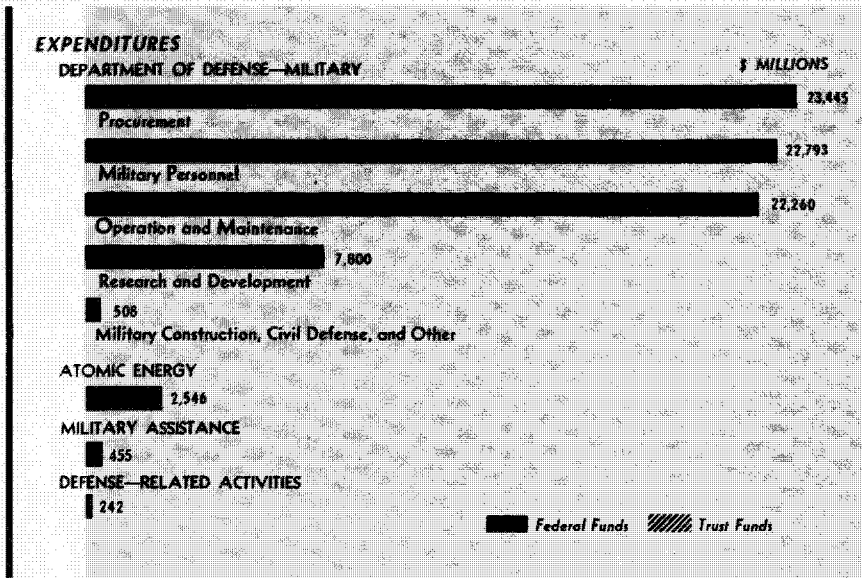 EXPENDITURES
DEPARTMENT OF DEFENSE—MILITARY $ MILLIONS
23,445
Procurement
22,793
Military Personnel
22,260
Operation and Maintenance
7,800
Research and Development
508
Military Construction, Civil Defense, and Other
ATOMIC ENERGY
2,546
MILITARY ASSISTANCE
455
DEFENSE—RELATED ACTIVITIES
242
Federal Funds Trust Funds